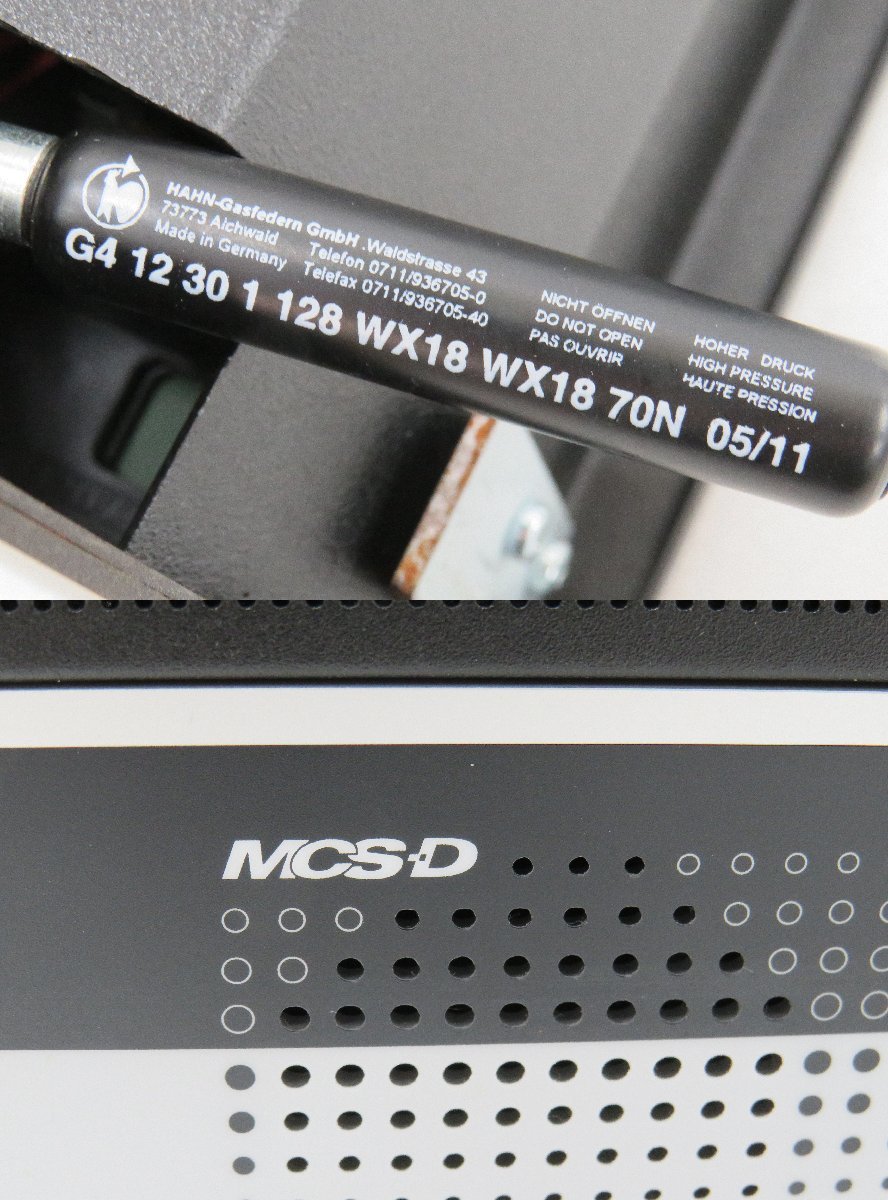 HAHN-Gasfedern GmbH .Waldstrasse 43
73773 Aichwald Telefon 0711/936705-0
Made in Germany Telefax 0711/936705-40
NICHT ÖFFNEN
DO NOT OPEN
PAS OUVRIR
HOHER DRUCK
HIGH PRESSURE
HAUTE PRESSION
G4 12 30 1 128 WX18 WX18 70N 05/11
MCS-D